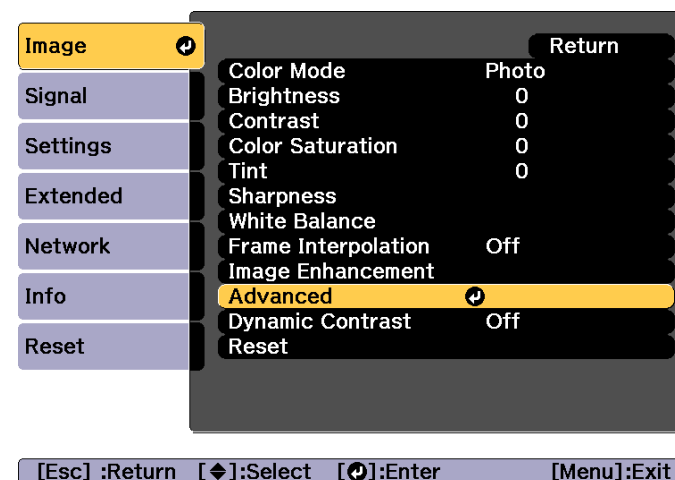 Image
Signal
Settings
Extended
Network
Info
Reset
Return
Color Mode Photo
Brightness 0
Contrast 0
Color Saturation 0
Tint 0
Sharpness
White Balance
Frame Interpolation Off
Image Enhancement
Advanced
Dynamic Contrast Off
Reset
[Esc] :Return [◆]:Select [↵]:Enter [Menu]:Exit